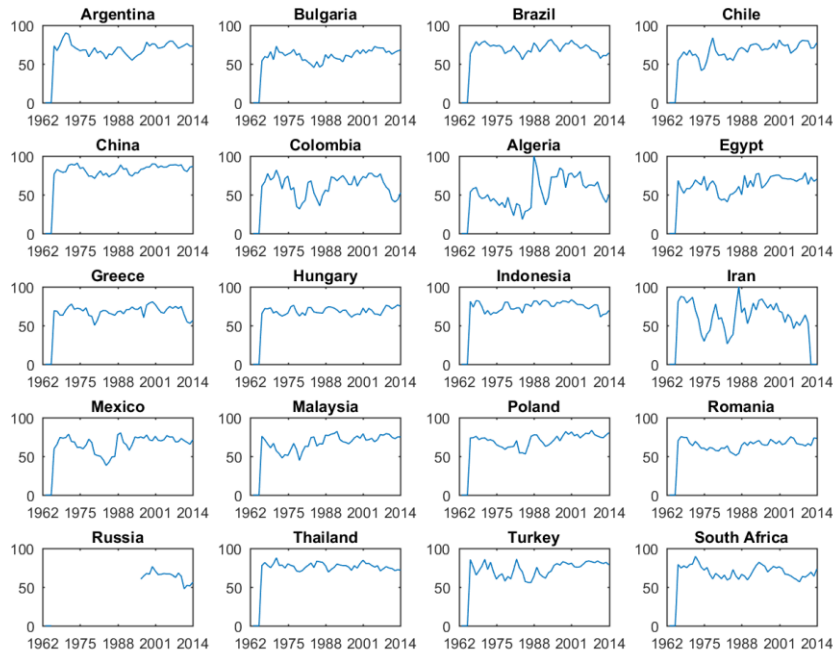 Argentina Bulgaria Brazil Chile
100 100 100 100
50 50 50 50
0 0 0 0
1962 1975 1988 2001 2014 1962 1975 1988 2001 2014 1962 1975 1988 2001 2014 1962 1975 1988 2001 2014
China Colombia Algeria Egypt
100 100 100 100
50 50 50 50
0 0 0 0
1962 1975 1988 2001 2014 1962 1975 1988 2001 2014 1962 1975 1988 2001 2014 1962 1975 1988 2001 2014
Greece Hungary Indonesia Iran
100 100 100 100
50 50 50 50
0 0 0 0
1962 1975 1988 2001 2014 1962 1975 1988 2001 2014 1962 1975 1988 2001 2014 1962 1975 1988 2001 2014
Mexico Malaysia Poland Romania
100 100 100 100
50 50 50 50
0 0 0 0
1962 1975 1988 2001 2014 1962 1975 1988 2001 2014 1962 1975 1988 2001 2014 1962 1975 1988 2001 2014
Russia Thailand Turkey South Africa
100 100 100 100
50 50 50 50
0 0 0 0
1962 1975 1988 2001 2014 1962 1975 1988 2001 2014 1962 1975 1988 2001 2014 1962 1975 1988 2001 2014